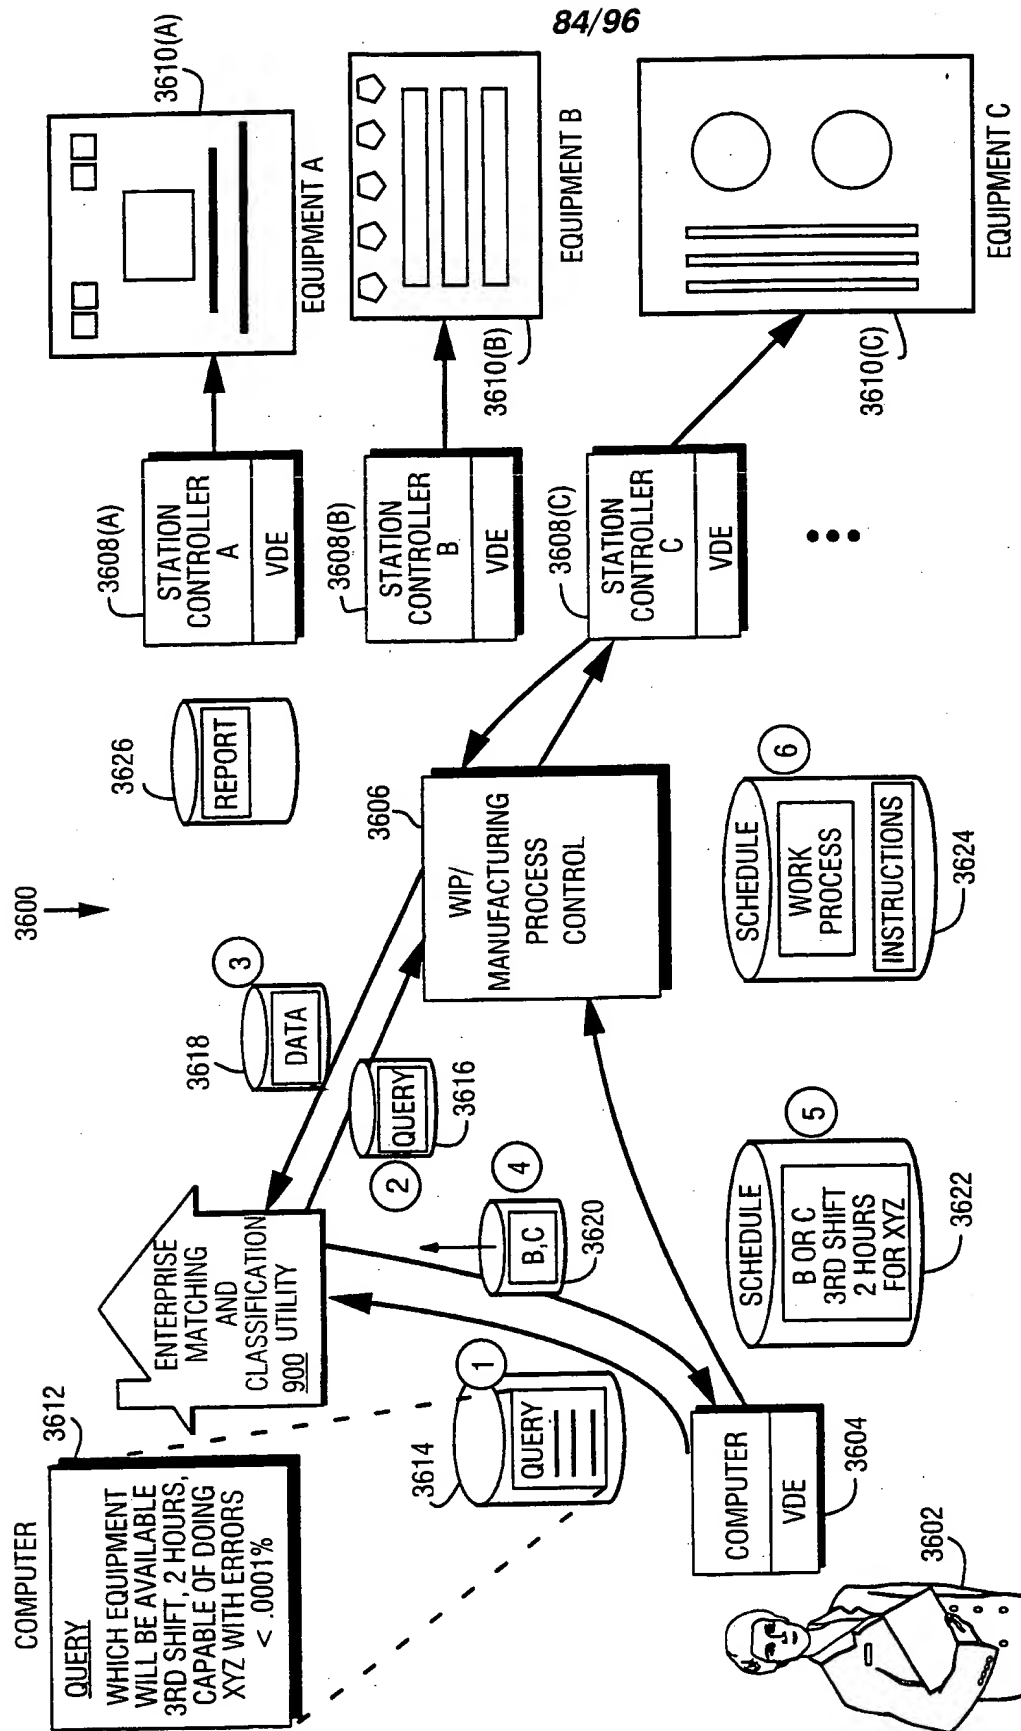 84/96
3600
COMPUTER
3612
QUERY
WHICH EQUIPMENT
WILL BE AVAILABLE
3RD SHIFT, 2 HOURS,
CAPABLE OF DOING
XYZ WITH ERRORS
< .0001%
ENTERPRISE
MATCHING
AND
CLASSIFICATION
900 UTILITY
3614
1
QUERY
2
QUERY
3616
3618
3
DATA
4
B,C
3620
COMPUTER
VDE
3604
3602
5
SCHEDULE
B OR C
3RD SHIFT
2 HOURS
FOR XYZ
3622
3606
WIP/
MANUFACTURING
PROCESS
CONTROL
6
SCHEDULE
WORK
PROCESS
INSTRUCTIONS
3624
3626
REPORT
3608(A)
STATION
CONTROLLER
A
VDE
3608(B)
STATION
CONTROLLER
B
VDE
3608(C)
STATION
CONTROLLER
C
VDE
3610(A)
EQUIPMENT A
3610(B)
EQUIPMENT B
3610(C)
EQUIPMENT C